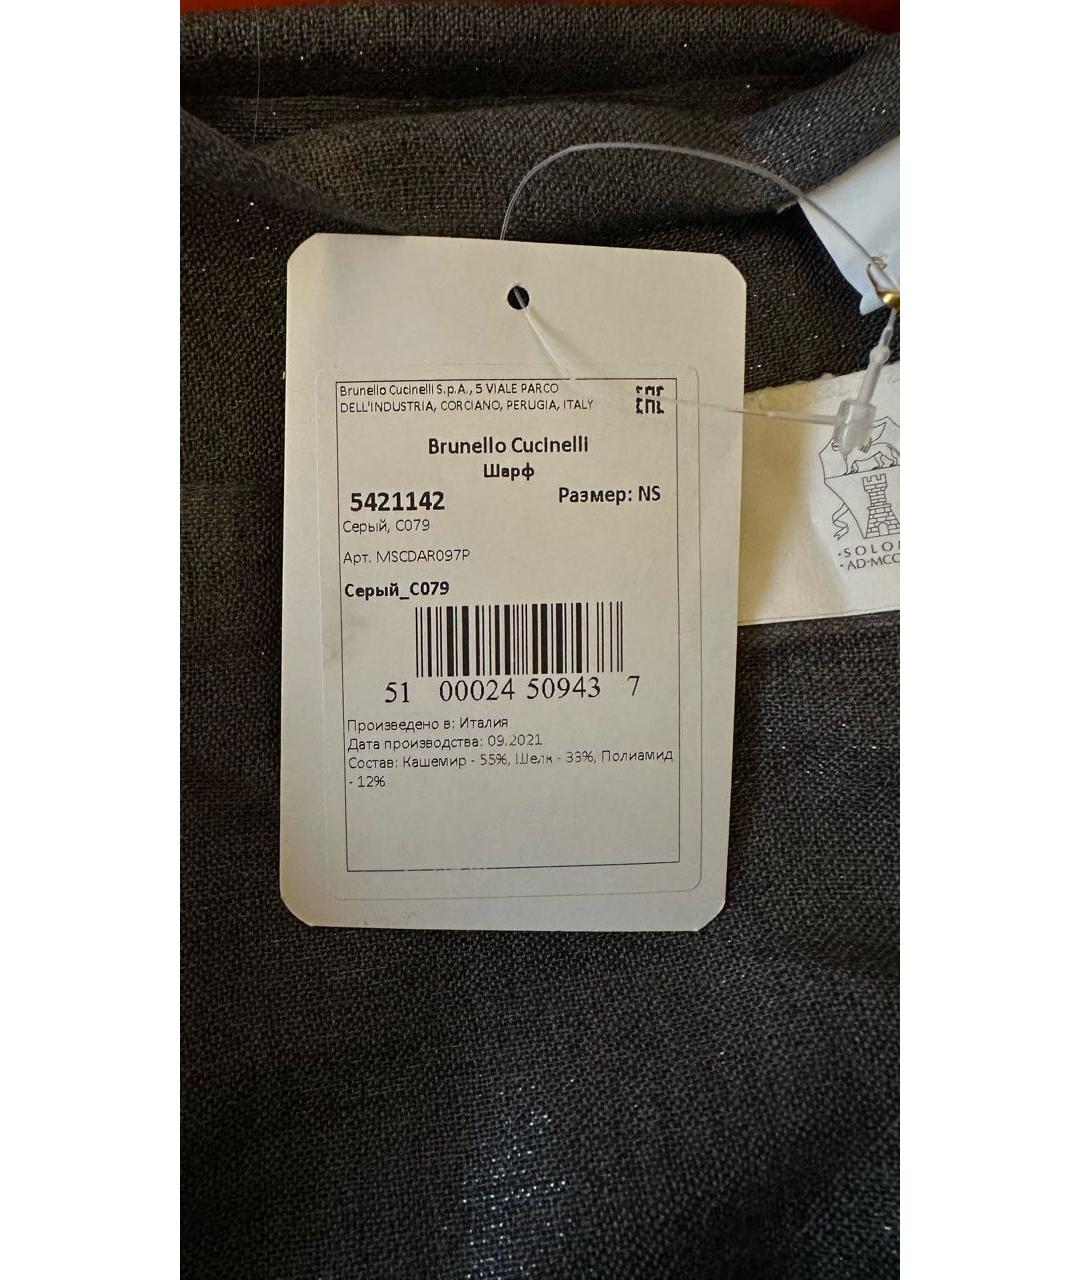 Brunello Cucinelli S.p.A., 5 VIALE PARCO
DELL'INDUSTRIA, CORCIANO, PERUGIA, ITALY
EAC
Brunello Cucinelli
Шарф
5421142
Размер: NS
Серый, C079
Арт. MSCDAR097P
Серый_C079
51 00024 50943 7
Произведено в: Италия
Дата производства: 09.2021
Состав: Кашемир - 55%, Шелк - 33%, Полиамид
- 12%
·SOLO
·AD·MCC